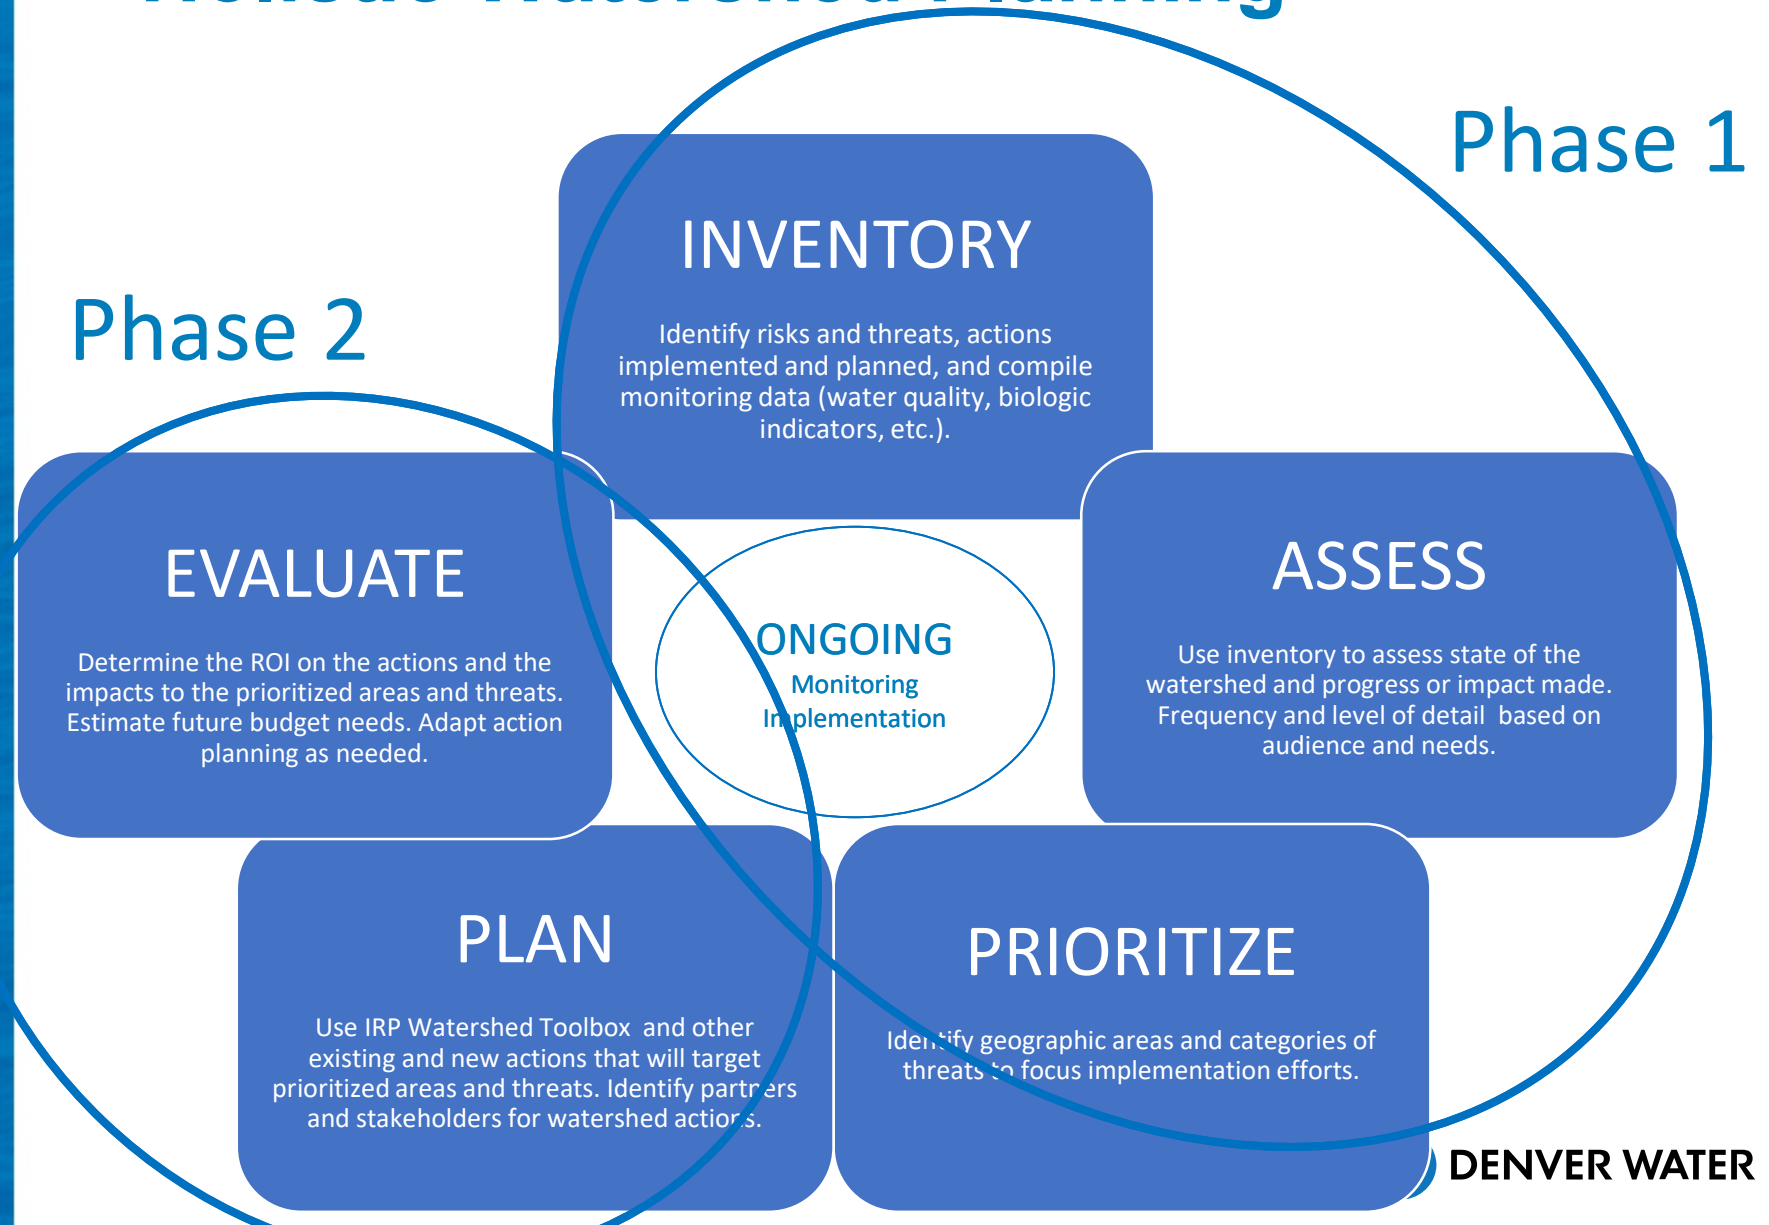 Holistic Watershed Planning
Phase 1
INVENTORY
Identify risks and threats, actions
implemented and planned, and compile
monitoring data (water quality, biologic
indicators, etc.).
Phase 2
EVALUATE
Determine the ROI on the actions and the
impacts to the prioritized areas and threats.
Estimate future budget needs. Adapt action
planning as needed.
ONGOING
Monitoring
Implementation
ASSESS
Use inventory to assess state of the
watershed and progress or impact made.
Frequency and level of detail based on
audience and needs.
PLAN
Use IRP Watershed Toolbox and other
existing and new actions that will target
prioritized areas and threats. Identify partners
and stakeholders for watershed actions.
PRIORITIZE
Identify geographic areas and categories of
threats to focus implementation efforts.
DENVER WATER